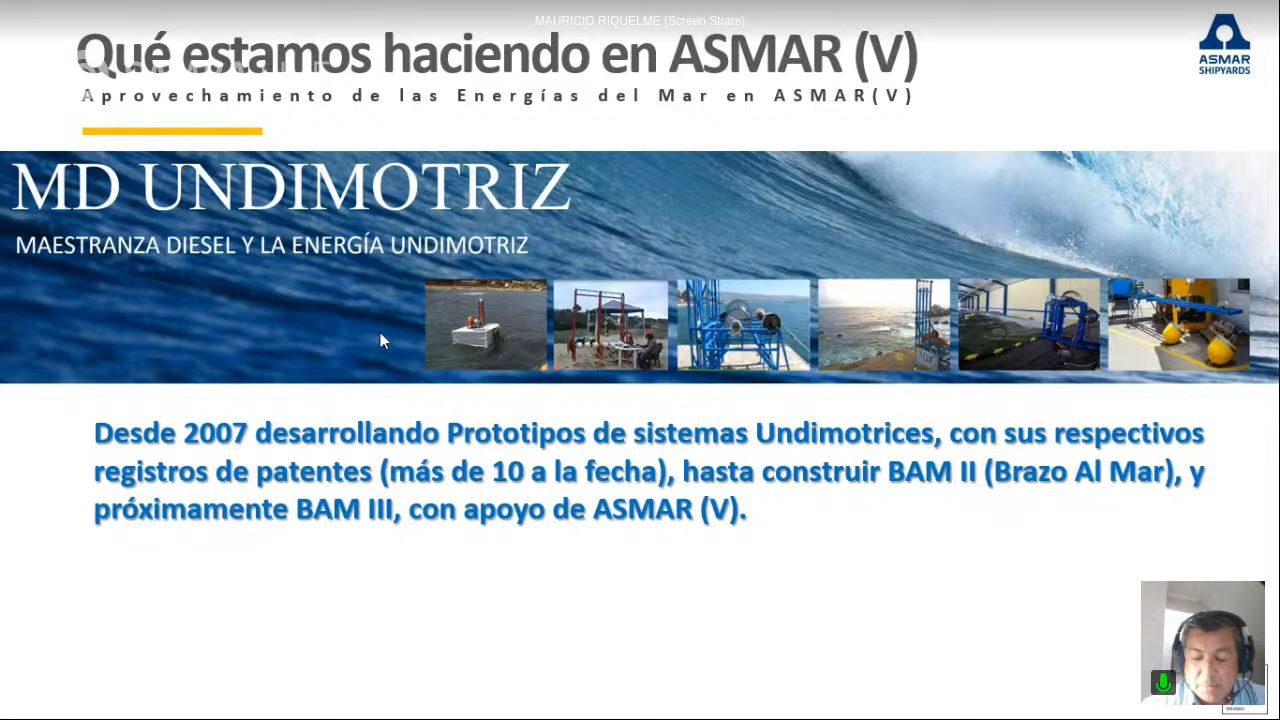 MAURICIO RIQUELME (Screen Share)
Qué estamos haciendo en ASMAR (V)
Aprovechamiento de las Energías del Mar en ASMAR(V)
ASMAR
SHIPYARDS
MD UNDIMOTRIZ
MAESTRANZA DIESEL Y LA ENERGÍA UNDIMOTRIZ
Desde 2007 desarrollando Prototipos de sistemas Undimotrices, con sus respectivos
registros de patentes (más de 10 a la fecha), hasta construir BAM II (Brazo Al Mar), y
próximamente BAM III, con apoyo de ASMAR (V).